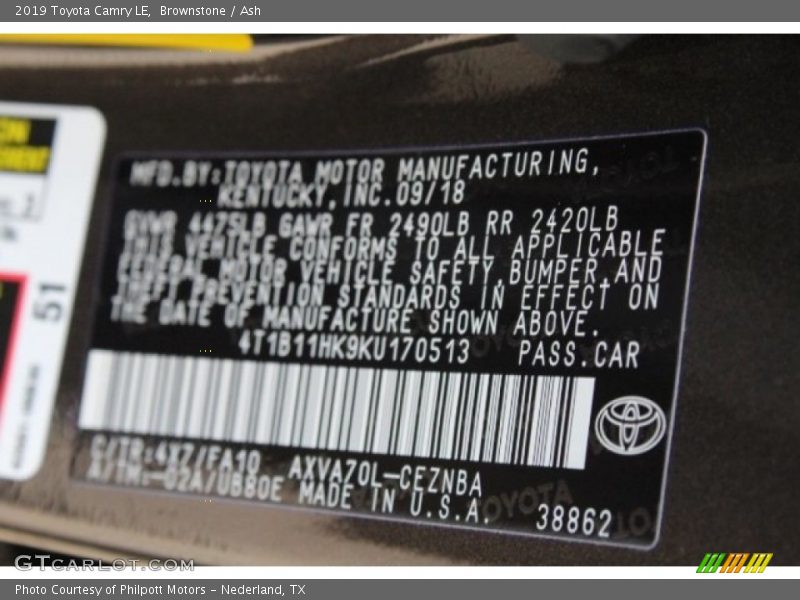 2019 Toyota Camry LE, Brownstone / Ash
MFD.BY:TOYOTA MOTOR MANUFACTURING,
KENTUCKY,INC.09/18
GVWR 4475LB GAWR FR 2490LB RR 2420LB
THIS VEHICLE CONFORMS TO ALL APPLICABLE
FEDERAL MOTOR VEHICLE SAFETY,BUMPER,AND
THEFT PREVENTION STANDARDS IN EFFECT ON
THE DATE OF MANUFACTURE SHOWN ABOVE.
4T1B11HK9KU170513 PASS.CAR
C/TR:4X7/FA10 AXVA70L-CEZNBA
A/TM:-02A/UB80E MADE IN U.S.A.
38862
51
TOYOTA
GTCARLOT.COM
Photo Courtesy of Philpott Motors - Nederland, TX